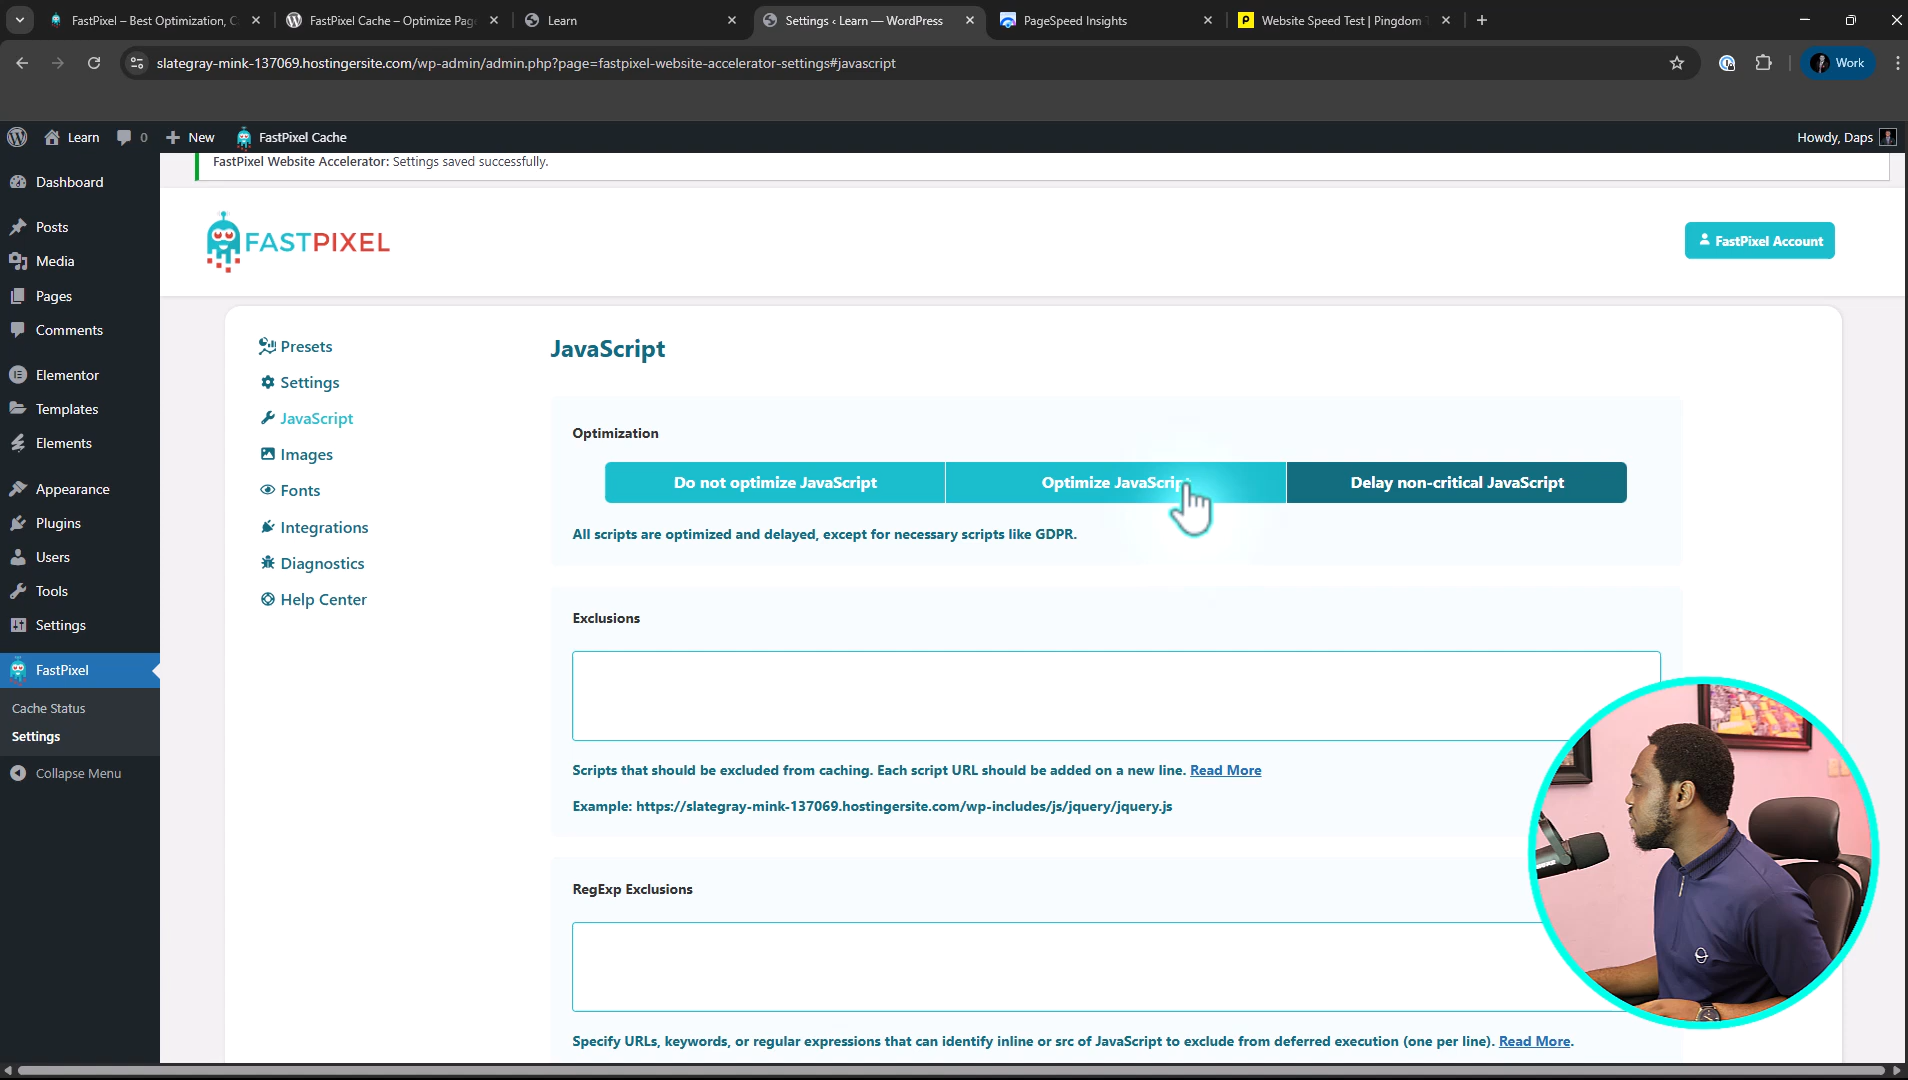 FastPixel – Best Optimization, C
FastPixel Cache – Optimize Page
Learn
Settings ‹ Learn — WordPress
PageSpeed Insights
Website Speed Test | Pingdom
slategray-mink-137069.hostingersite.com/wp-admin/admin.php?page=fastpixel-website-accelerator-settings#javascript
Work
Learn
0
New
FastPixel Cache
Howdy, Daps
FastPixel Website Accelerator: Settings saved successfully.
Dashboard
Posts
Media
Pages
Comments
Elementor
Templates
Elements
Appearance
Plugins
Users
Tools
Settings
FastPixel
Cache Status
Settings
Collapse Menu
FASTPIXEL
FastPixel Account
Presets
Settings
JavaScript
Images
Fonts
Integrations
Diagnostics
Help Center
JavaScript
Optimization
Do not optimize JavaScript
Optimize JavaScript
Delay non-critical JavaScript
All scripts are optimized and delayed, except for necessary scripts like GDPR.
Exclusions
Scripts that should be excluded from caching. Each script URL should be added on a new line. Read More
Example: https://slategray-mink-137069.hostingersite.com/wp-includes/js/jquery/jquery.js
RegExp Exclusions
Specify URLs, keywords, or regular expressions that can identify inline or src of JavaScript to exclude from deferred execution (one per line). Read More.